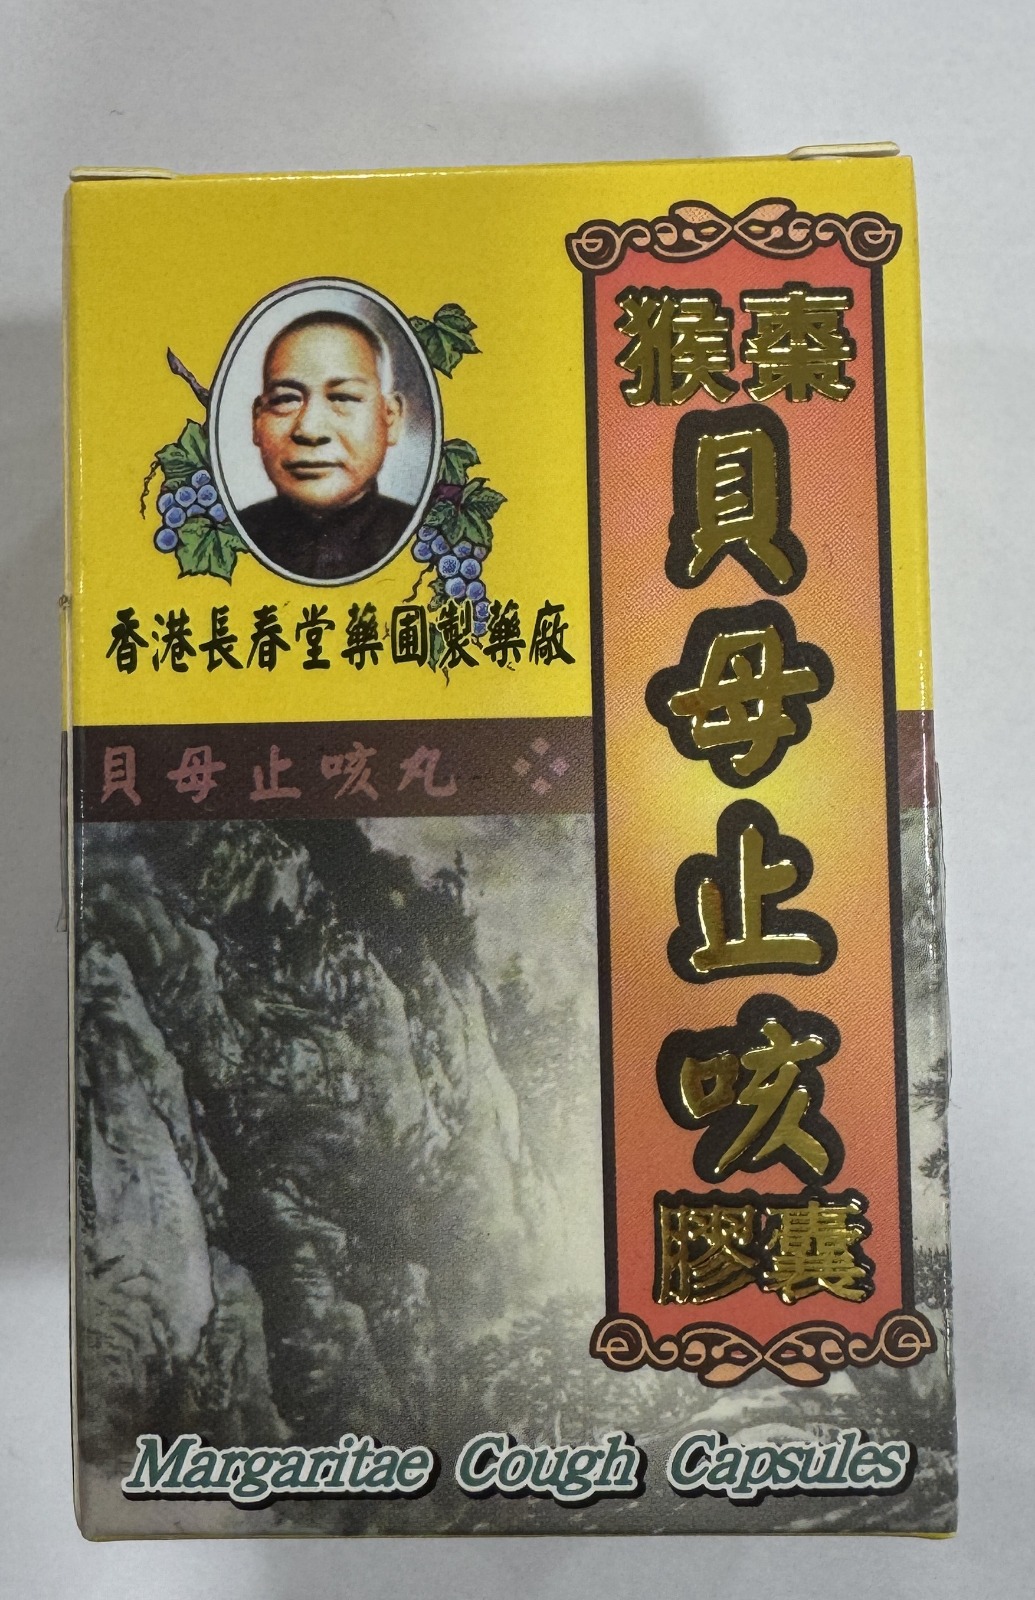 猴棗
貝母止咳
膠囊
香港長春堂藥圃製藥廠
貝母止咳丸
Margaritae Cough Capsules